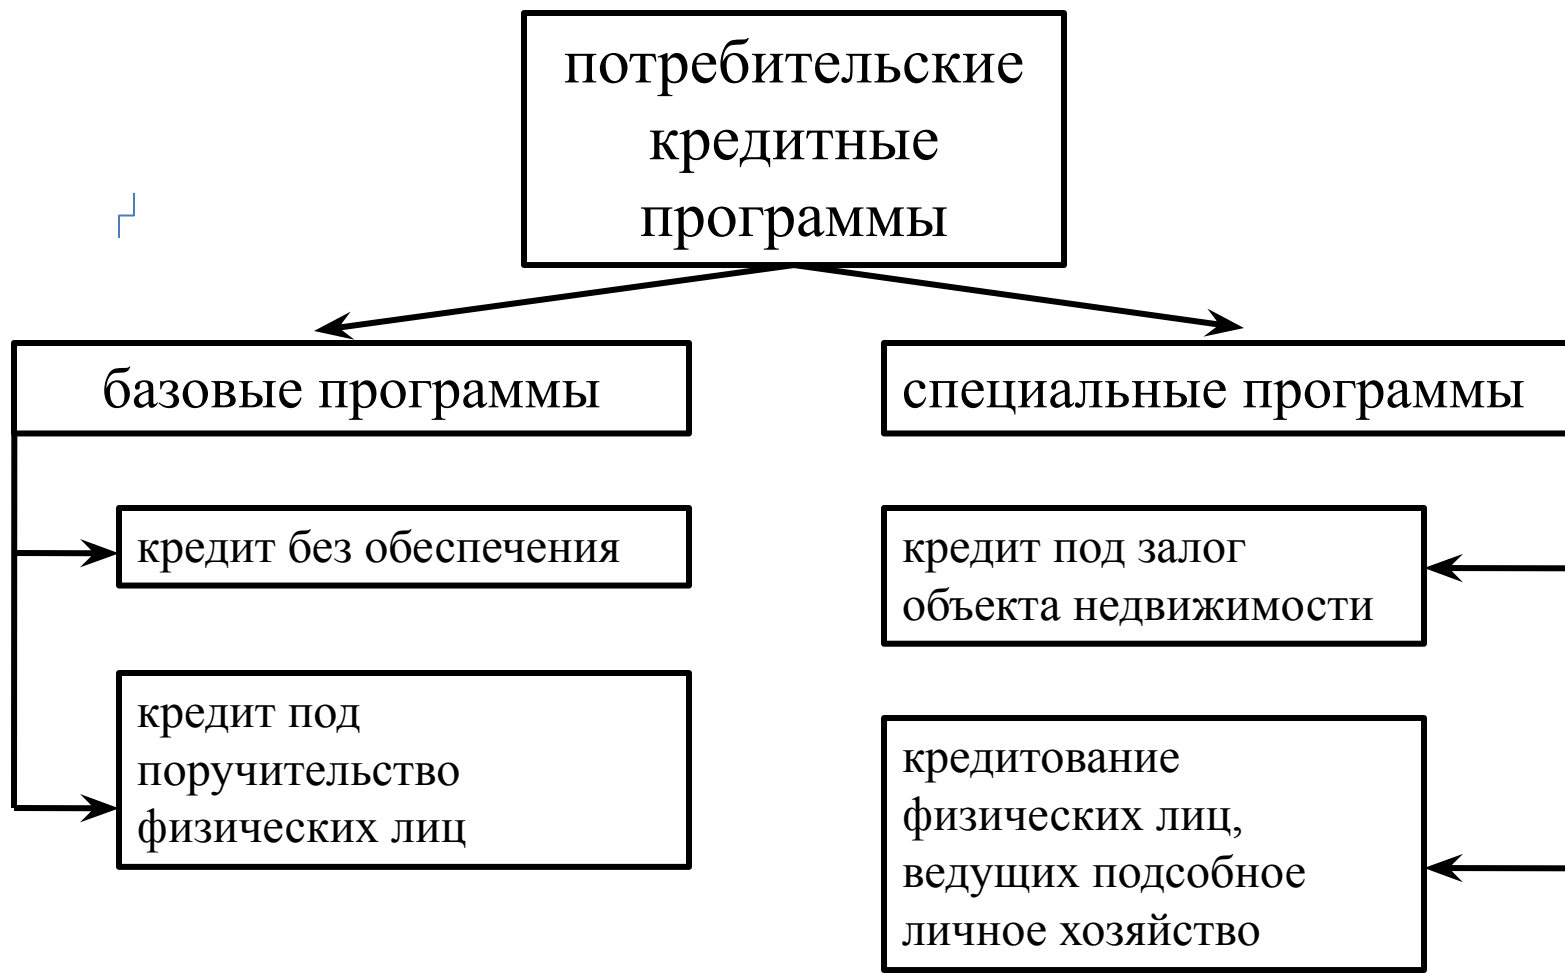 потребительские
кредитные
программы
базовые программы
специальные программы
кредит без обеспечения
кредит под залог
объекта недвижимости
кредит под
поручительство
физических лиц
кредитование
физических лиц,
ведущих подсобное
личное хозяйство